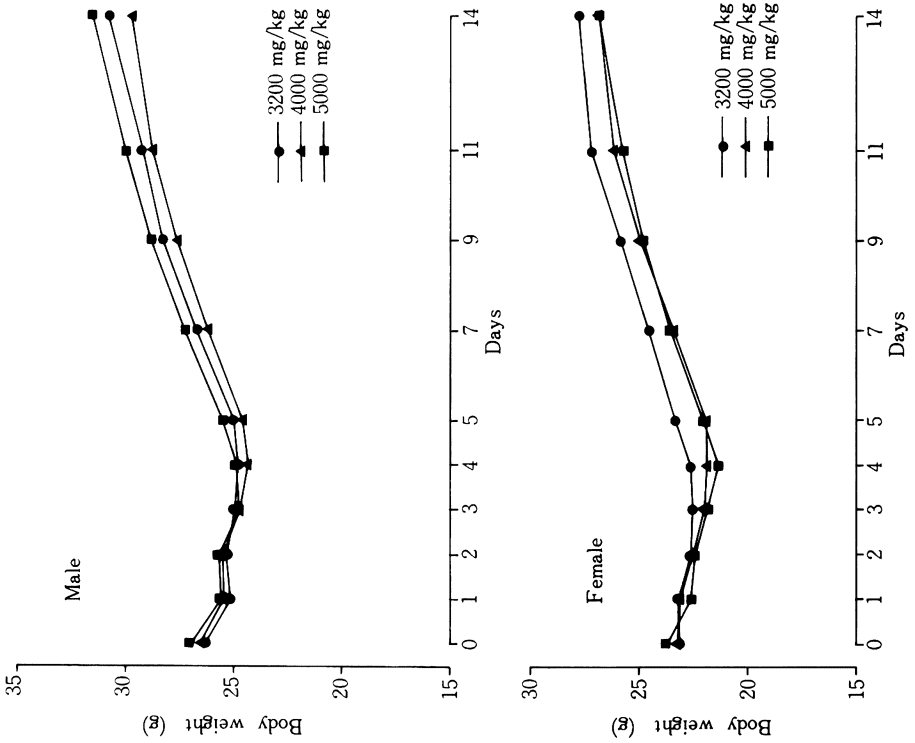 Male
3200 mg/kg
4000 mg/kg
5000 mg/kg
35
30
25
20
15
Body weight (g)
0 1 2 3 4 5 7 9 11 14
Days
Female
3200 mg/kg
4000 mg/kg
5000 mg/kg
30
25
20
15
Body weight (g)
0 1 2 3 4 5 7 9 11 14
Days